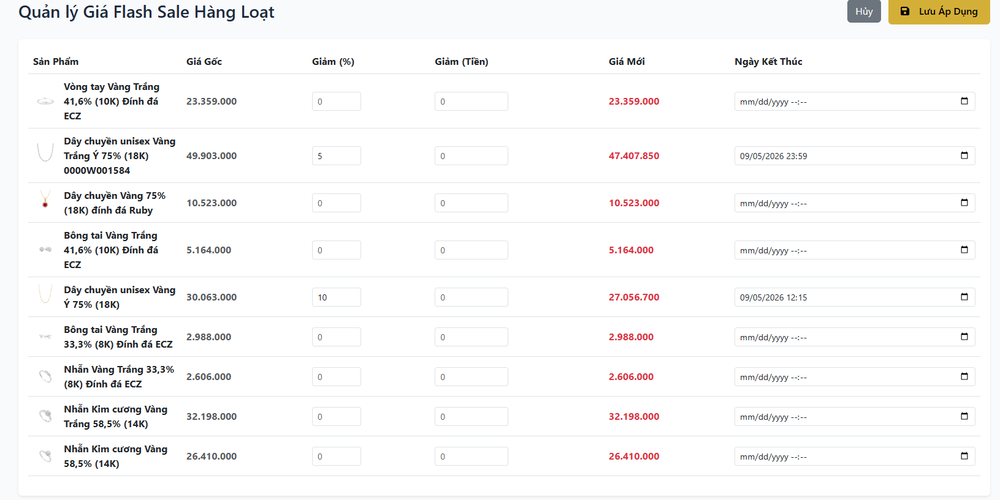 Quản lý Giá Flash Sale Hàng Loạt
Hủy
Lưu Áp Dụng
Sản Phẩm Giá Gốc Giảm (%) Giảm (Tiền) Giá Mới Ngày Kết Thúc
Vòng tay Vàng Trắng
41,6% (10K) Đính đá
ECZ
23.359.000 0 0 23.359.000 mm/dd/yyyy --:--
Dây chuyền unisex Vàng
Trắng Ý 75% (18K)
0000W001584
49.903.000 5 0 47.407.850 09/05/2026 23:59
Dây chuyền Vàng 75%
(18K) đính đá Ruby
10.523.000 0 0 10.523.000 mm/dd/yyyy --:--
Bông tai Vàng Trắng
41,6% (10K) Đính đá
ECZ
5.164.000 0 0 5.164.000 mm/dd/yyyy --:--
Dây chuyền unisex Vàng
Ý 75% (18K)
30.063.000 10 0 27.056.700 09/05/2026 12:15
Bông tai Vàng Trắng
33,3% (8K) Đính đá ECZ
2.988.000 0 0 2.988.000 mm/dd/yyyy --:--
Nhẫn Vàng Trắng 33,3%
(8K) Đính đá ECZ
2.606.000 0 0 2.606.000 mm/dd/yyyy --:--
Nhẫn Kim cương Vàng
Trắng 58,5% (14K)
32.198.000 0 0 32.198.000 mm/dd/yyyy --:--
Nhẫn Kim cương Vàng
58,5% (14K)
26.410.000 0 0 26.410.000 mm/dd/yyyy --:--